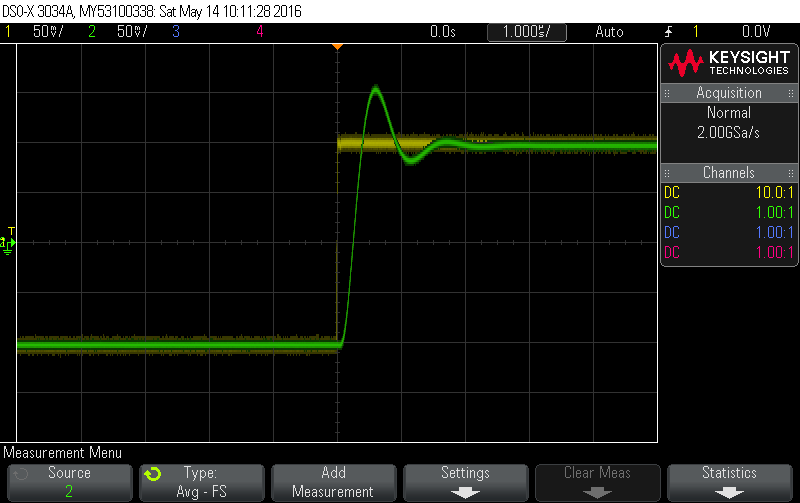 DSO-X 3034A, MY53100338: Sat May 14 10:11:28 2016
1 50mV/ 2 50mV/ 3 4 0.0s 1.000µs/ Auto 1 0.0V
KEYSIGHT
TECHNOLOGIES
Acquisition
Normal
2.00GSa/s
Channels
DC 10.0:1
DC 1.00:1
DC 1.00:1
DC 1.00:1
T
2
Measurement Menu
Source
2
Type:
Avg - FS
Add
Measurement
Settings
Clear Meas
Statistics